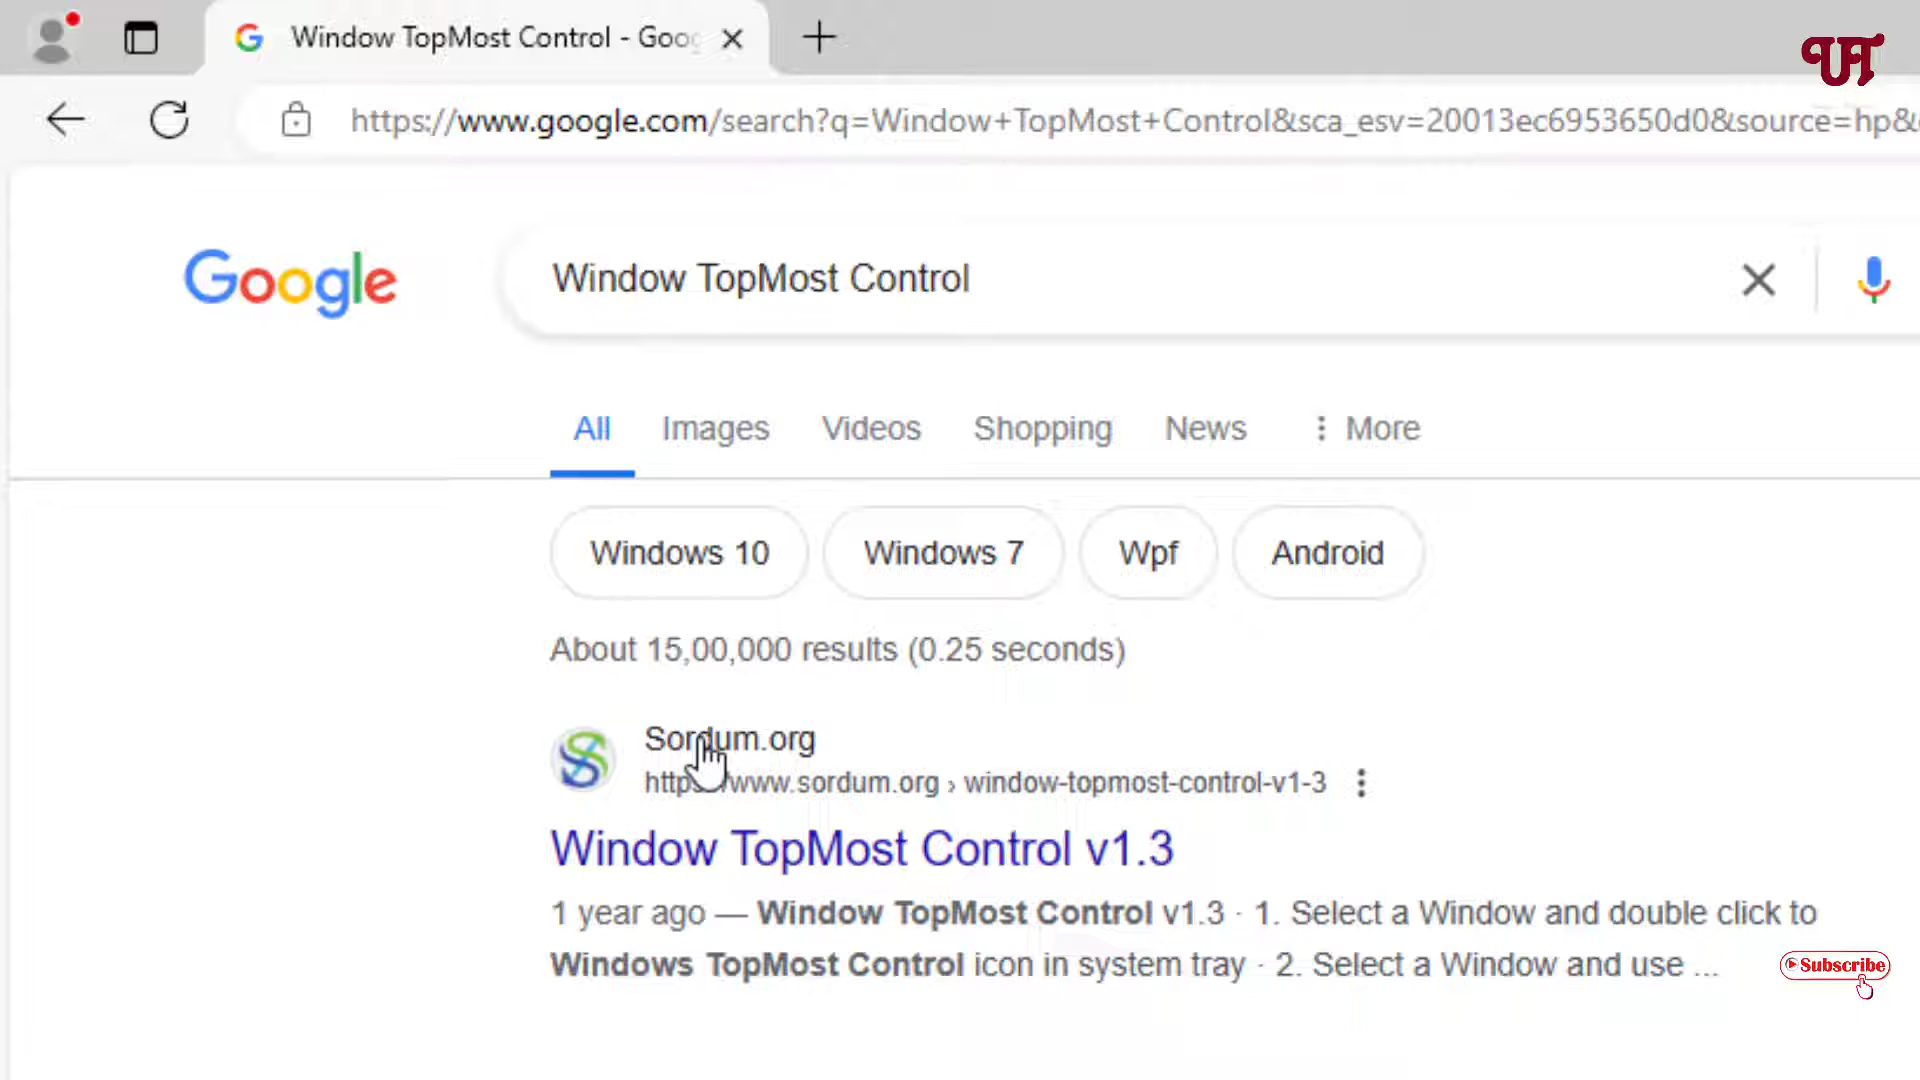 Window TopMost Control - Goo
https://www.google.com/search?q=Window+TopMost+Control&sca_esv=20013ec6953650d0&source=hp&
Google
Window TopMost Control
All Images Videos Shopping News More
Windows 10 Windows 7 Wpf Android
About 15,00,000 results (0.25 seconds)
Sordum.org
https://www.sordum.org › window-topmost-control-v1-3
Window TopMost Control v1.3
1 year ago — Window TopMost Control v1.3 · 1. Select a Window and double click to
Windows TopMost Control icon in system tray · 2. Select a Window and use ...
Subscribe